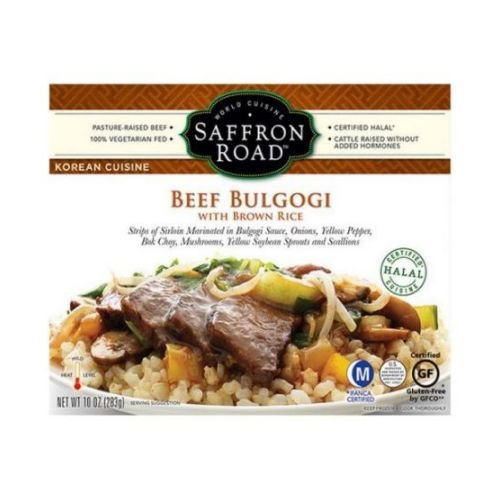 WORLD CUISINE
SAFFRON
ROAD™
PASTURE-RAISED BEEF •
100% VEGETARIAN FED •
• CERTIFIED HALAL*
• CATTLE RAISED WITHOUT
ADDED HORMONES
KOREAN CUISINE
BEEF BULGOGI
WITH BROWN RICE
Strips of Sirloin Marinated in Bulgogi Sauce, Onions, Yellow Pepper,
Bok Choy, Mushrooms, Yellow Soybean Sprouts and Scallions
CERTIFIED
HALAL
CUISINE
MILD
HEAT LEVEL
NET WT 10 OZ (283g)
SERVING SUGGESTION
M
IFANCA
CERTIFIED
U.S.
Certified
GF
Gluten-Free
by GFCO**
COOK THOROUGHLY